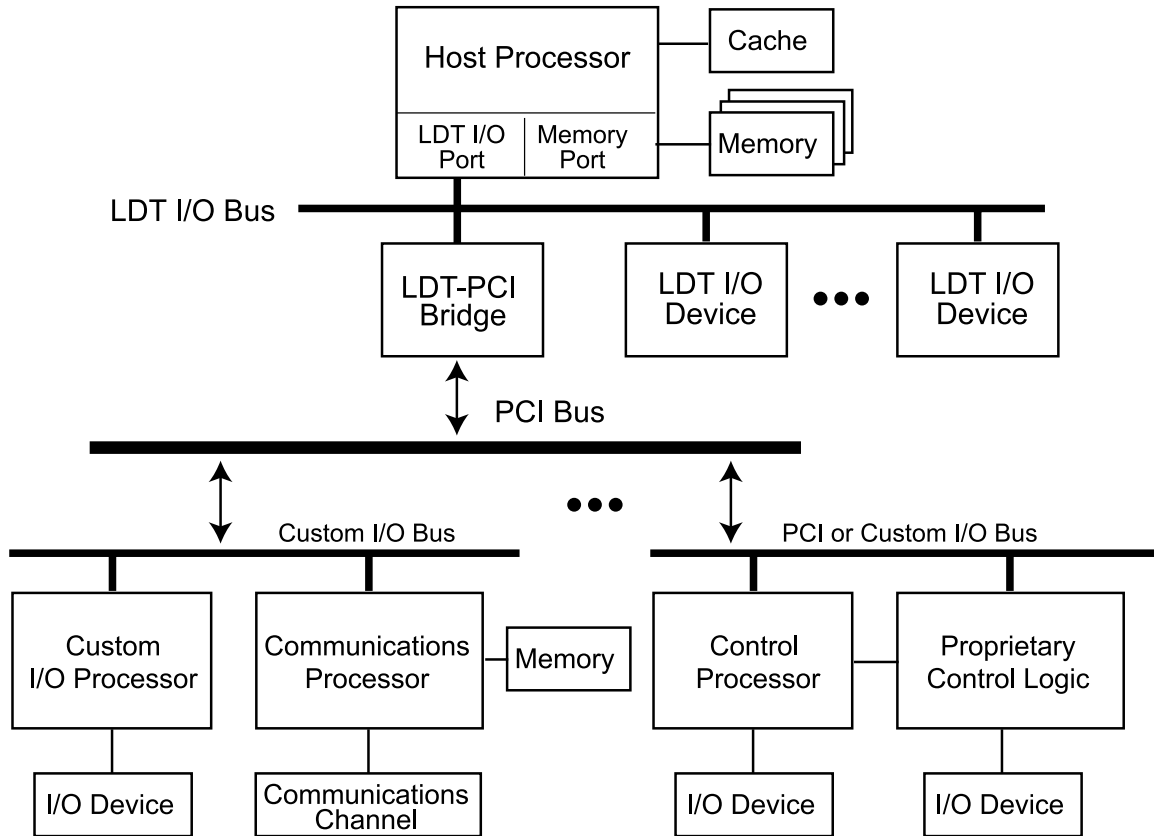 Host Processor
Cache
LDT I/O
Port
Memory
Port
Memory
LDT I/O Bus
LDT-PCI
Bridge
LDT I/O
Device
LDT I/O
Device
PCI Bus
Custom I/O Bus
PCI or Custom I/O Bus
Custom
I/O Processor
Communications
Processor
Memory
Control
Processor
Proprietary
Control Logic
I/O Device
Communications
Channel
I/O Device
I/O Device